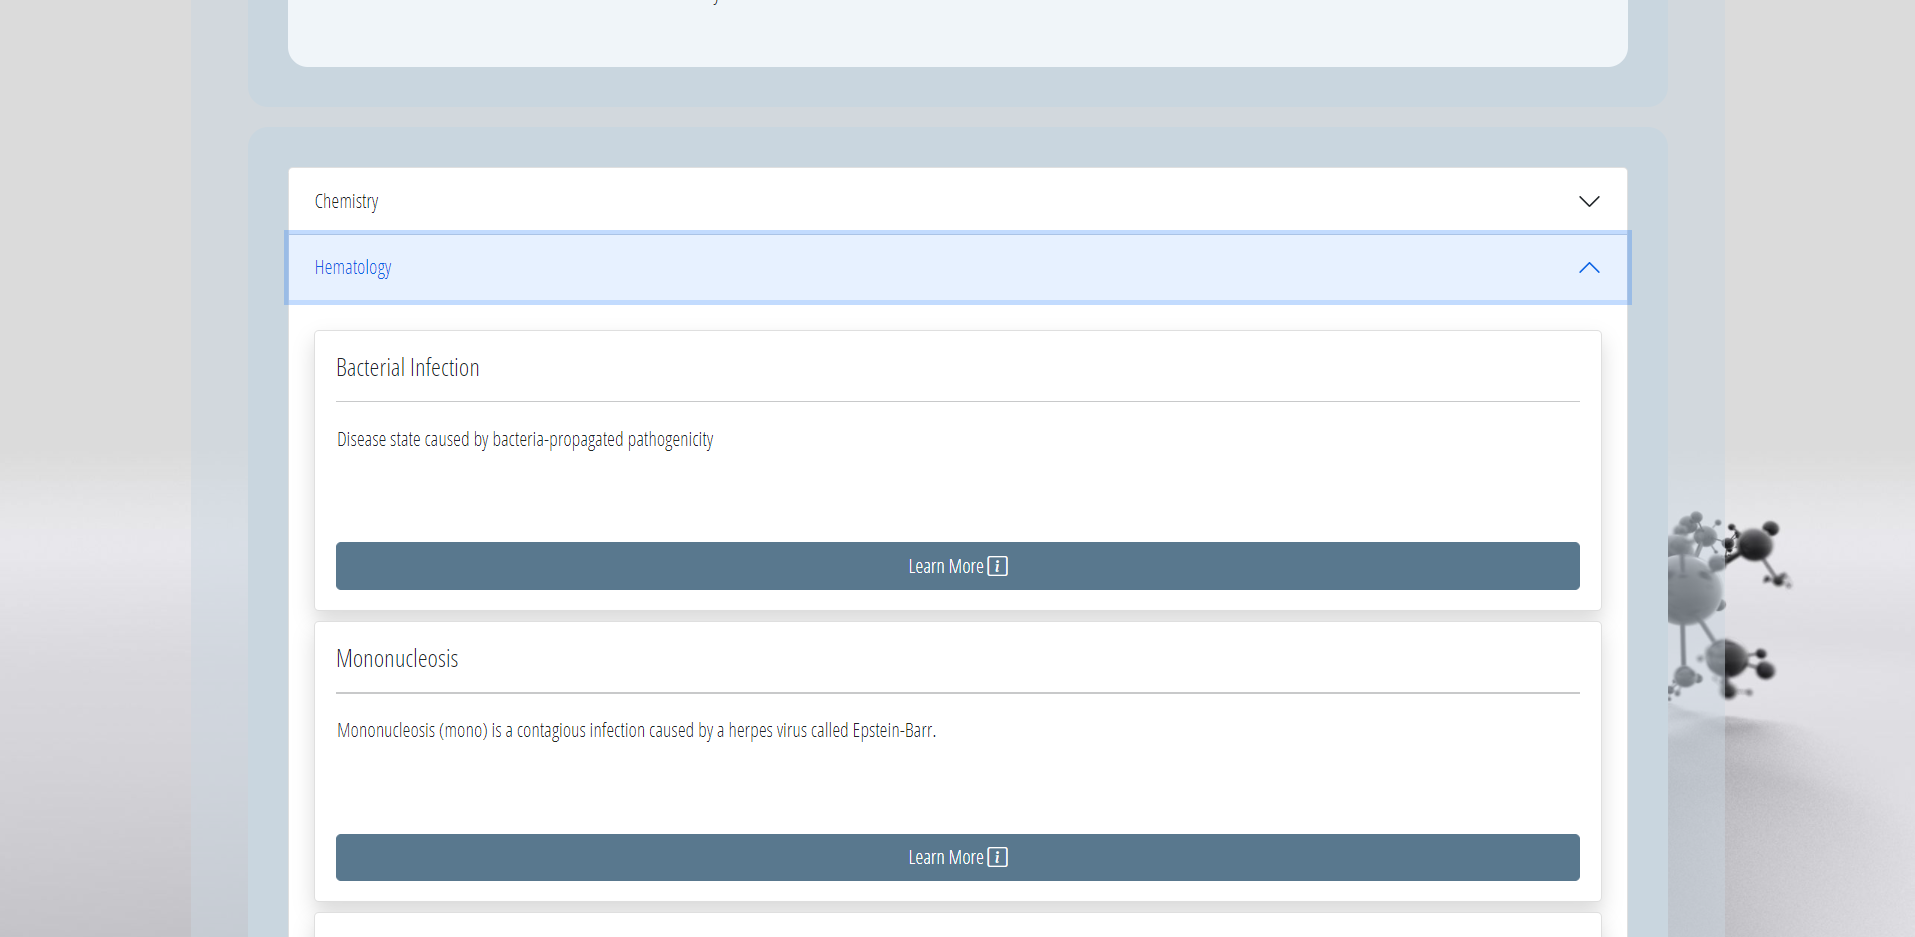 Chemistry
Hematology
Bacterial Infection
Disease state caused by bacteria-propagated pathogenicity
Learn More
Mononucleosis
Mononucleosis (mono) is a contagious infection caused by a herpes virus called Epstein-Barr.
Learn More